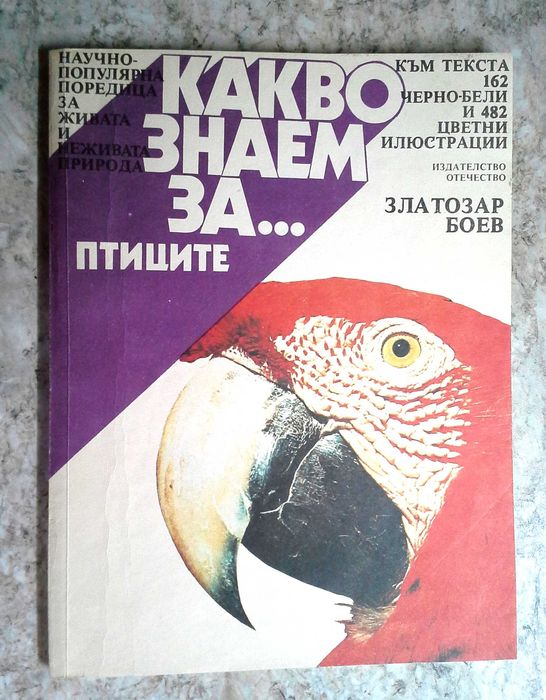 НАУЧНО-
ПОПУЛЯРНА
ПОРЕДИЦА
ЗА
ЖИВАТА
И
НЕЖИВАТА
ПРИРОДА
КАКВО
ЗНАЕМ
ЗА...
ПТИЦИТЕ
КЪМ ТЕКСТА
162
ЧЕРНО-БЕЛИ
И 482
ЦВЕТНИ
ИЛЮСТРАЦИИ
ИЗДАТЕЛСТВО
ОТЕЧЕСТВО
ЗЛАТОЗАР
БОЕВ